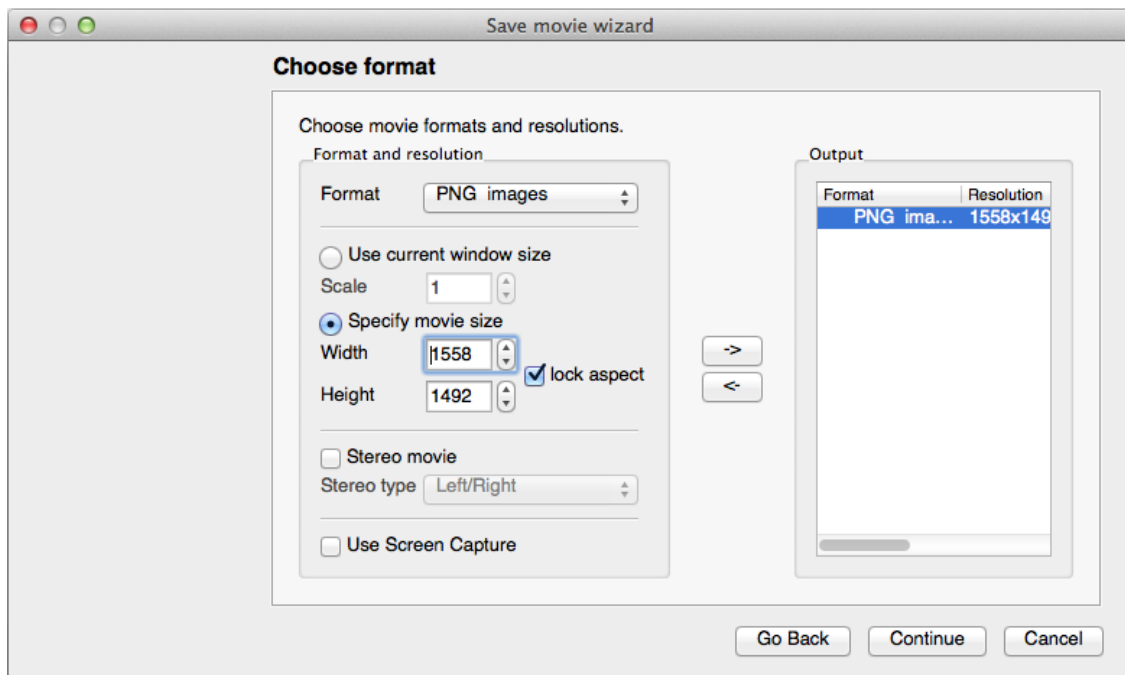 Save movie wizard
Choose format
Choose movie formats and resolutions.
Format and resolution
Format PNG images
Use current window size
Scale 1
Specify movie size
Width 1558
lock aspect
Height 1492
Stereo movie
Stereo type Left/Right
Use Screen Capture
->
<-
Output
Format Resolution
PNG ima... 1558x149
Go Back Continue Cancel